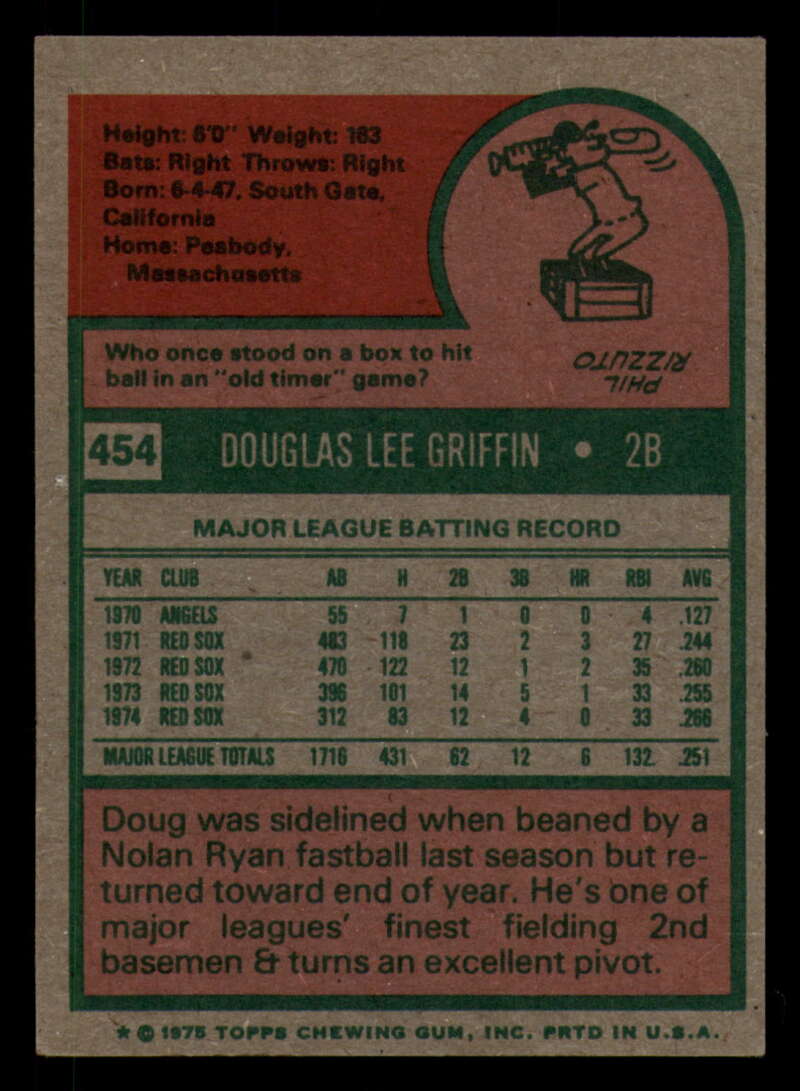 Height: 6'0" Weight: 183
Bats: Right Throws: Right
Born: 6-4-47, South Gate,
California
Home: Peabody,
Massachusetts
Who once stood on a box to hit
ball in an "old timer" game?
PHIL
RIZZUTO
454 DOUGLAS LEE GRIFFIN • 2B
MAJOR LEAGUE BATTING RECORD
YEAR CLUB AB H 2B 3B HR RBI AVG
1970 ANGELS 55 7 1 0 0 4 .127
1971 RED SOX 483 118 23 2 3 27 .244
1972 RED SOX 470 122 12 1 2 35 .260
1973 RED SOX 396 101 14 5 1 33 .255
1974 RED SOX 312 83 12 4 0 33 .266
MAJOR LEAGUE TOTALS 1716 431 62 12 6 132 .251
Doug was sidelined when beaned by a
Nolan Ryan fastball last season but re-
turned toward end of year. He's one of
major leagues' finest fielding 2nd
basemen & turns an excellent pivot.
* © 1975 TOPPS CHEWING GUM, INC. PRTD IN U.S.A.